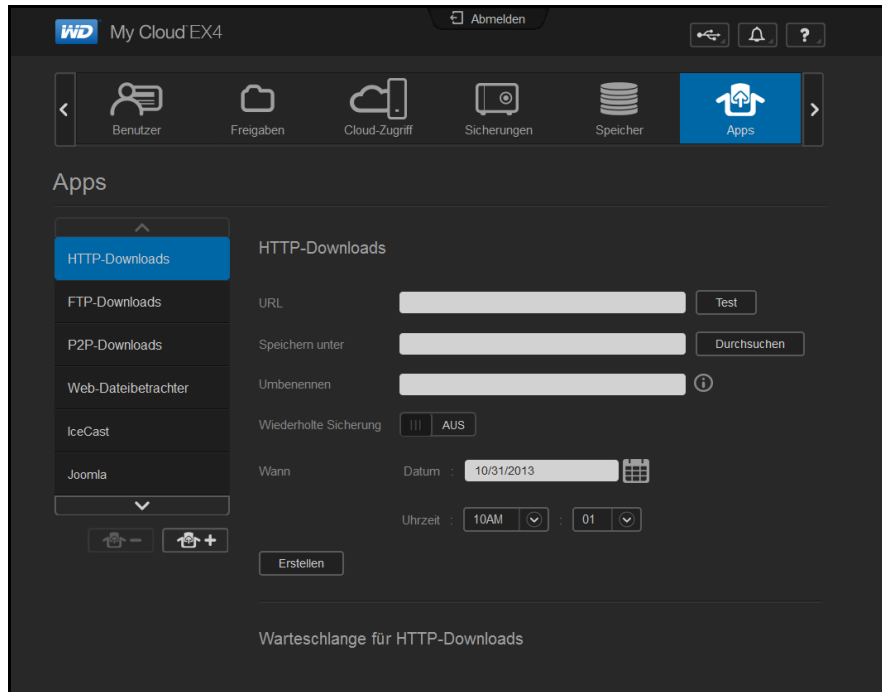 WD My Cloud EX4
Abmelden
?
Benutzer
Freigaben
Cloud-Zugriff
Sicherungen
Speicher
Apps
Apps
HTTP-Downloads
FTP-Downloads
P2P-Downloads
Web-Dateibetrachter
IceCast
Joomla
HTTP-Downloads
URL
Test
Speichern unter
Durchsuchen
Umbenennen
Wiederholte Sicherung
AUS
Wann
Datum : 10/31/2013
Uhrzeit : 10AM : 01
Erstellen
Warteschlange für HTTP-Downloads